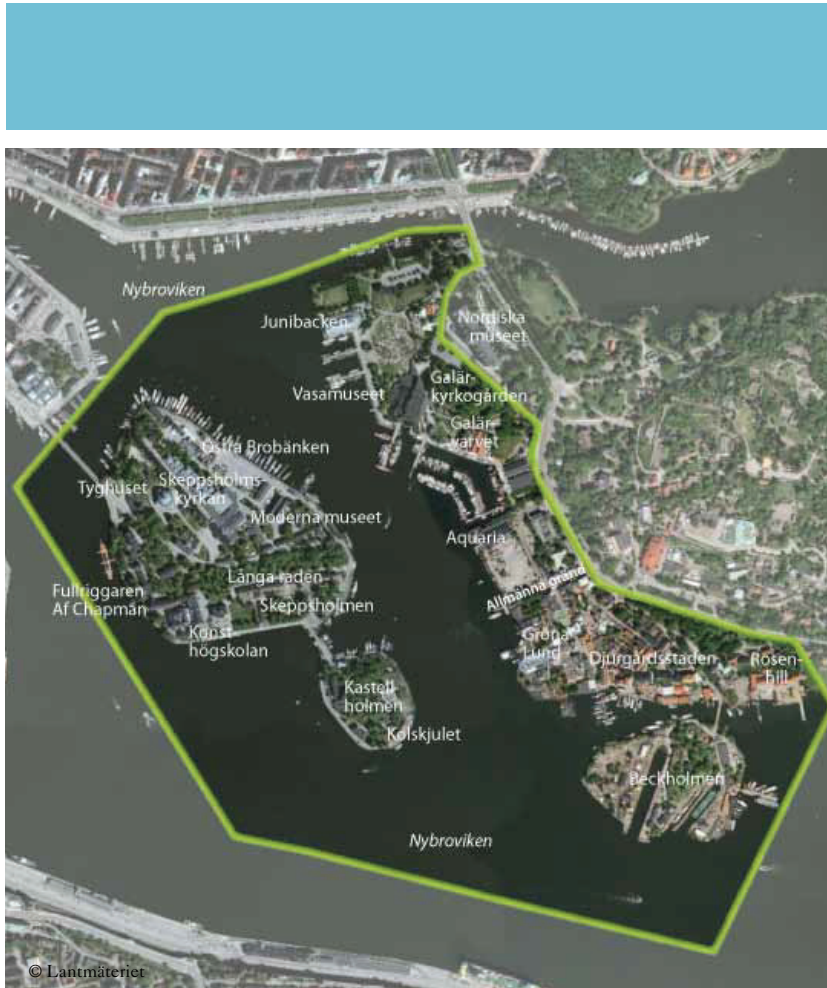 Nybroviken
Junibacken
Nordiska
museet
Vasamuseet
Galär-
kyrkogården
Galär-
varvet
Östra Brobänken
Tyghuset
Skeppsholms-
kyrkan
Moderna museet
Aquaria
Långa raden
Allmänna gränd
Fullriggaren
Af Chapman
Skeppsholmen
Konst
högskolan
Gröna
Lund
Djurgårdsstaden
Rosen-
hill
Kastell
holmen
Kolskjulet
Beckholmen
Nybroviken
© Lantmäteriet